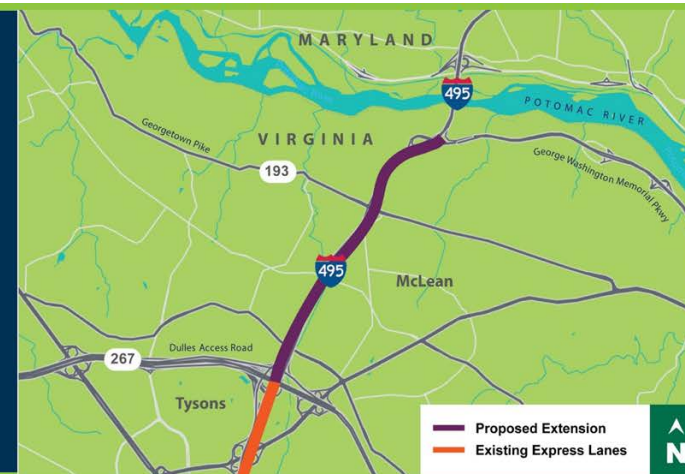 MARYLAND
495
POTOMAC RIVER
Georgetown Pike
VIRGINIA
193
George Washington Memorial Pkwy
495
McLean
Dulles Access Road
267
Tysons
Proposed Extension
Existing Express Lanes
N